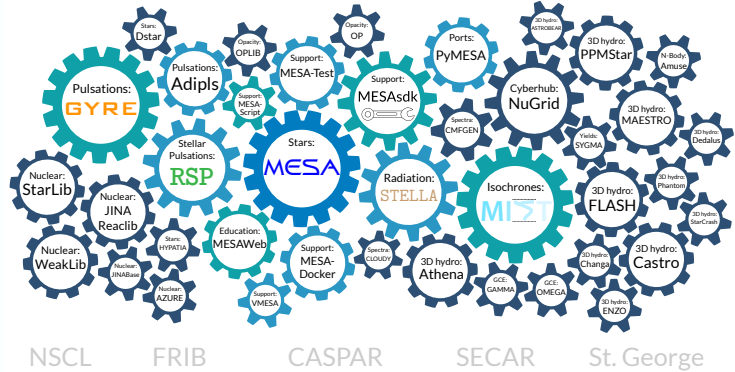 Stars:
Dstar
Pulsations:
GYRE
Pulsations:
Adipls
Opacity:
OPLIB
Support:
MESA-
Script
Support:
MESA-Test
Opacity:
OP
Support:
MESAsdk
Ports:
PyMESA
Spectra:
CMFGEN
Cyberhub:
NuGrid
3D hydro:
ASTROBEAR
3D hydro:
PPMStar
N-Body:
Amuse
3D hydro:
MAESTRO
3D hydro:
Dedalus
Yields:
SYGMA
Stellar
Pulsations:
RSP
Stars:
MESA
Radiation:
STELLA
Isochrones:
MIST
3D hydro:
FLASH
3D hydro:
Phantom
3D hydro:
StarCrash
Nuclear:
StarLib
Nuclear:
JINA
Reaclib
Nuclear:
WeakLib
Nuclear:
JINABase
Stars:
HYPATIA
Nuclear:
AZURE
Education:
MESAWeb
Support:
VMESA
Support:
MESA-
Docker
Spectra:
CLOUDY
3D hydro:
Athena
GCE:
GAMMA
GCE:
OMEGA
3D hydro:
Changa
3D hydro:
Castro
3D hydro:
ENZO
NSCL FRIB CASPAR SECAR St. George